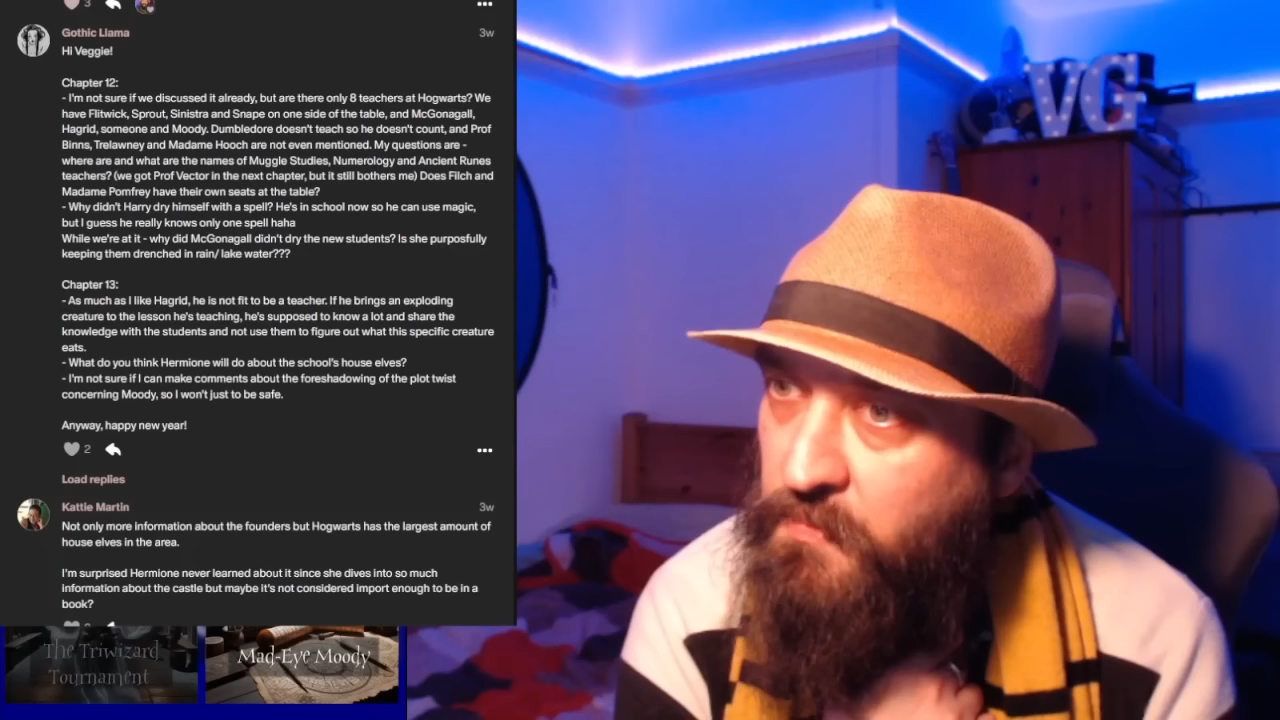 3
Gothic Llama
3w
Hi Veggie!
Chapter 12:
- I'm not sure if we discussed it already, but are there only 8 teachers at Hogwarts? We
have Flitwick, Sprout, Sinistra and Snape on one side of the table, and McGonagall,
Hagrid, someone and Moody. Dumbledore doesn't teach so he doesn't count, and Prof
Binns, Trelawney and Madame Hooch are not even mentioned. My questions are -
where are and what are the names of Muggle Studies, Numerology and Ancient Runes
teachers? (we got Prof Vector in the next chapter, but it still bothers me) Does Filch and
Madame Pomfrey have their own seats at the table?
- Why didn't Harry dry himself with a spell? He's in school now so he can use magic,
but I guess he really knows only one spell haha
While we're at it - why did McGonagall didn't dry the new students? Is she purposfully
keeping them drenched in rain/ lake water???
Chapter 13:
- As much as I like Hagrid, he is not fit to be a teacher. If he brings an exploding
creature to the lesson he's teaching, he's supposed to know a lot and share the
knowledge with the students and not use them to figure out what this specific creature
eats.
- What do you think Hermione will do about the school's house elves?
- I'm not sure if I can make comments about the foreshadowing of the plot twist
concerning Moody, so I won't just to be safe.
Anyway, happy new year!
2
Load replies
Kattie Martin
3w
Not only more information about the founders but Hogwarts has the largest amount of
house elves in the area.
I'm surprised Hermione never learned about it since she dives into so much
information about the castle but maybe it's not considered import enough to be in a
book?
The Triwizard
Tournament
Mad-Eye Moody
VG